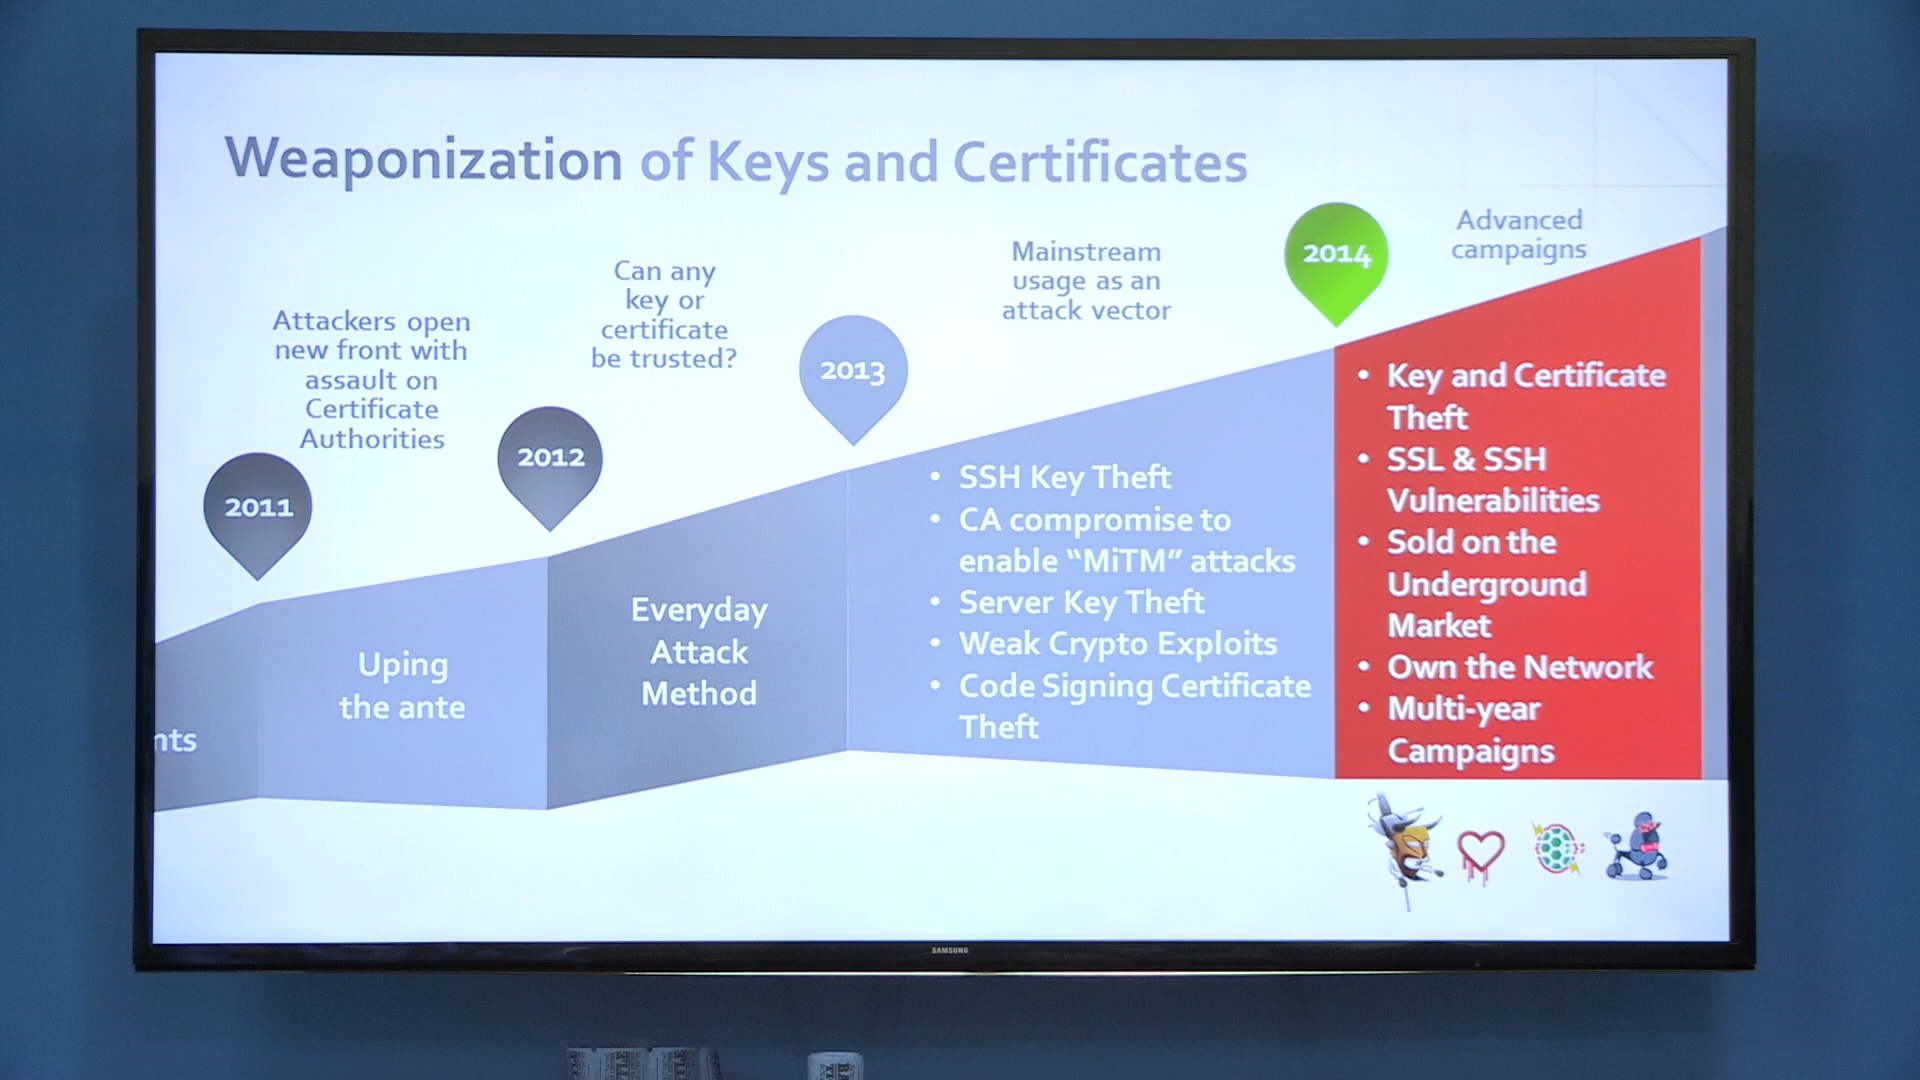 Weaponization of Keys and Certificates
2011
Attackers open
new front with
assault on
Certificate
Authorities
2012
Can any
key or
certificate
be trusted?
2013
Mainstream
usage as an
attack vector
2014
Advanced
campaigns
nts
Uping
the ante
Everyday
Attack
Method
• SSH Key Theft
• CA compromise to
enable “MiTM” attacks
• Server Key Theft
• Weak Crypto Exploits
• Code Signing Certificate
Theft
• Key and Certificate
Theft
• SSL & SSH
Vulnerabilities
• Sold on the
Underground
Market
• Own the Network
• Multi-year
Campaigns
SAMSUNG